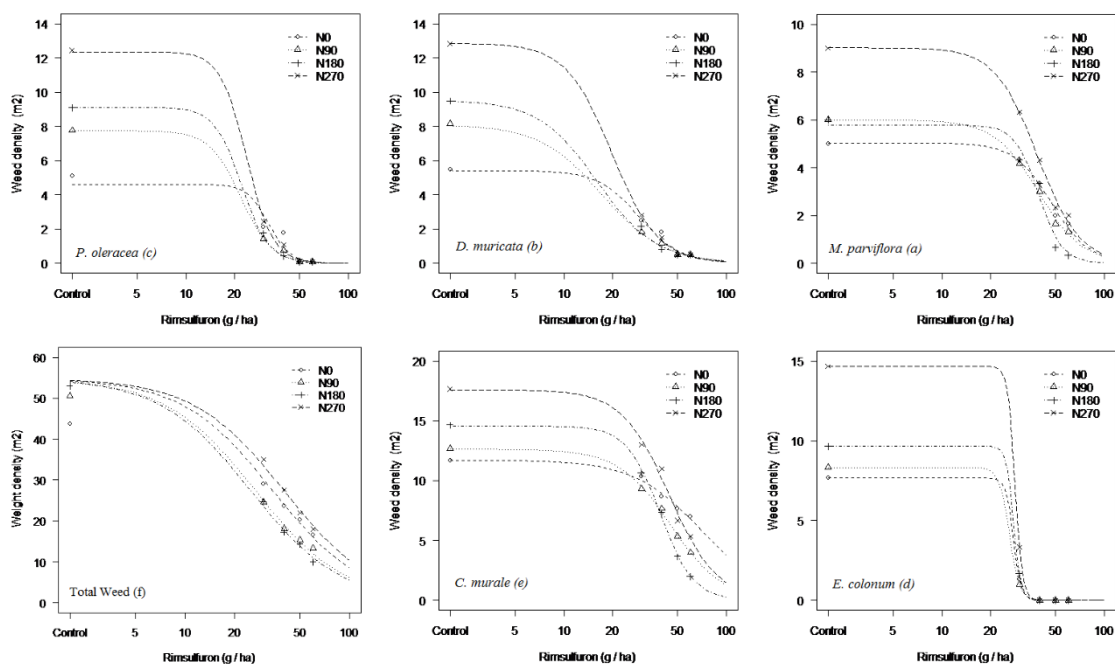 14
12
10
8
6
4
2
0
Weed density (m2)
N0
N90
N180
N270
P. oleracea (c)
Control 5 10 20 50 100
Rimsulfuron (g / ha)
14
12
10
8
6
4
2
0
Weed density (m2)
N0
N90
N180
N270
D. muricata (b)
Control 5 10 20 50 100
Rimsulfuron (g / ha)
10
8
6
4
2
0
Weed density (m2)
N0
N90
N180
N270
M. parviflora (a)
Control 5 10 20 50 100
Rimsulfuron (g / ha)
60
50
40
30
20
10
0
Weight density (m2)
N0
N90
N180
N270
Total Weed (f)
Control 5 10 20 50 100
Rimsulfuron (g / ha)
20
15
10
5
0
Weed density (m2)
N0
N90
N180
N270
C. murale (e)
Control 5 10 20 50 100
Rimsulfuron (g / ha)
15
10
5
0
Weed density (m2)
N0
N90
N180
N270
E. colonum (d)
Control 5 10 20 50 100
Rimsulfuron (g / ha)